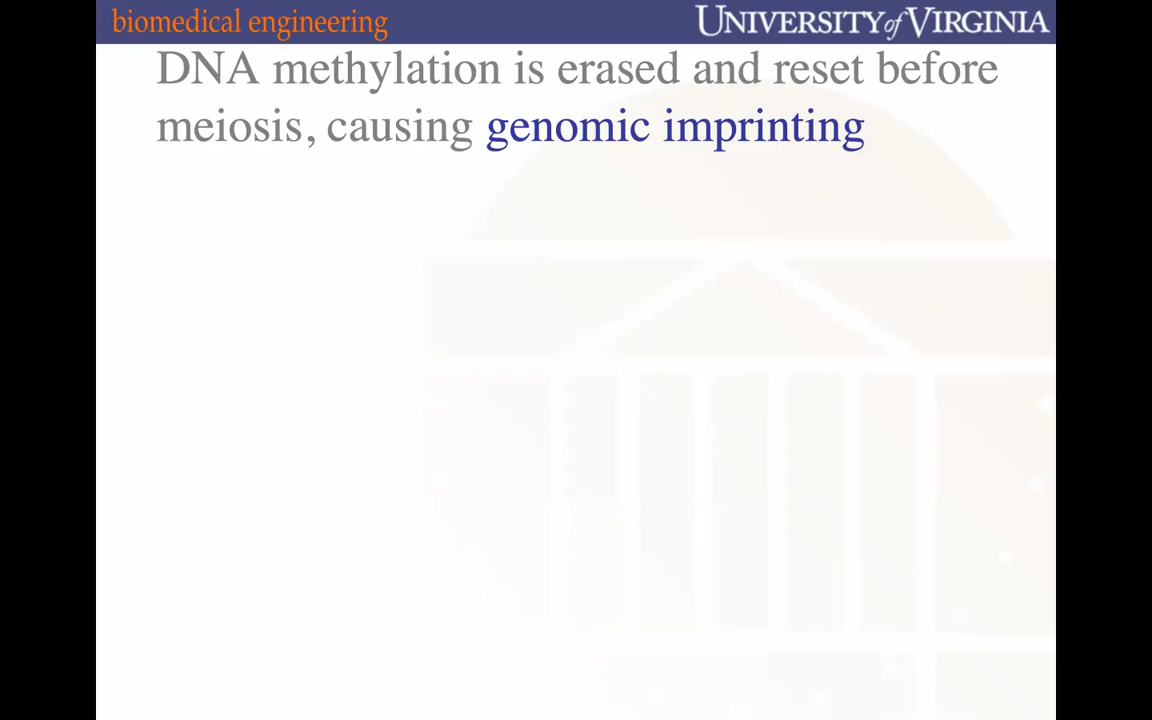 biomedical engineering
UNIVERSITY of VIRGINIA
DNA methylation is erased and reset before
meiosis, causing genomic imprinting